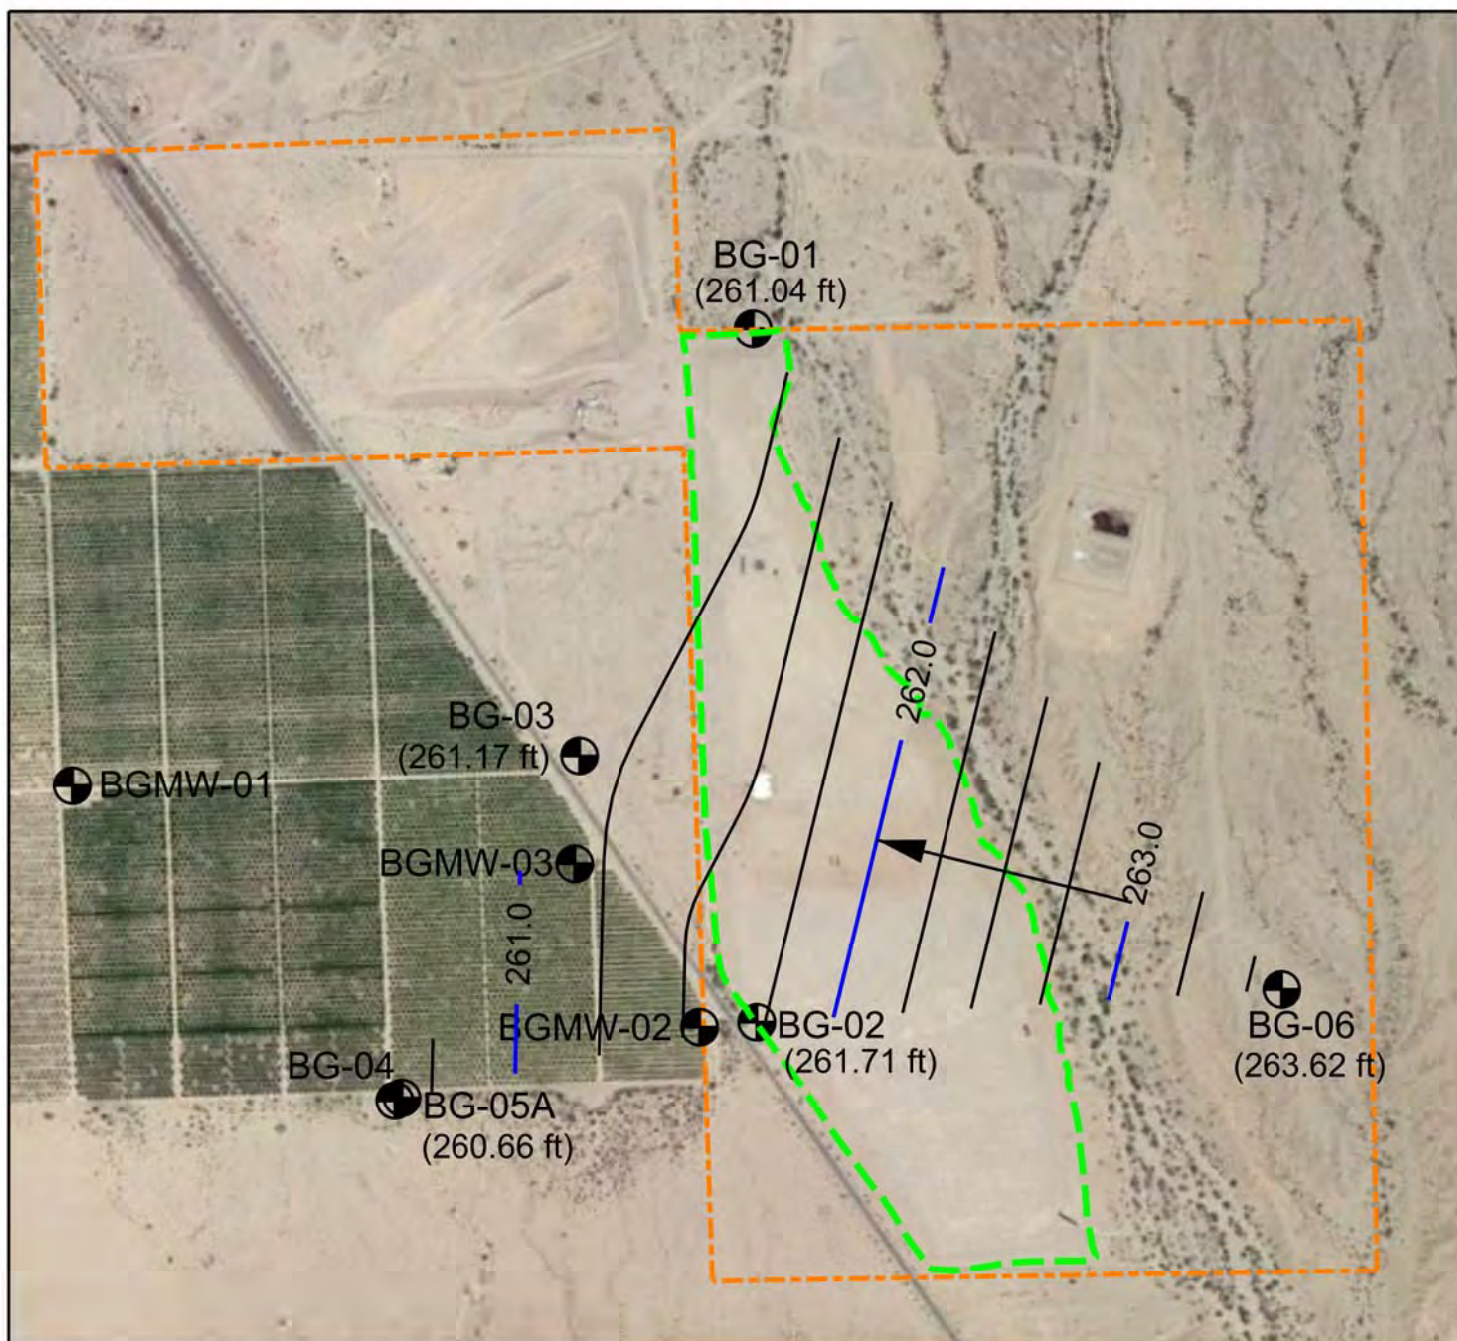 BG-01
(261.04 ft)
262.0
BG-03
(261.17 ft)
BGMW-01
BGMW-03
263.0
261.0
BGMW-02
BG-02
(261.71 ft)
BG-06
(263.62 ft)
BG-04
BG-05A
(260.66 ft)